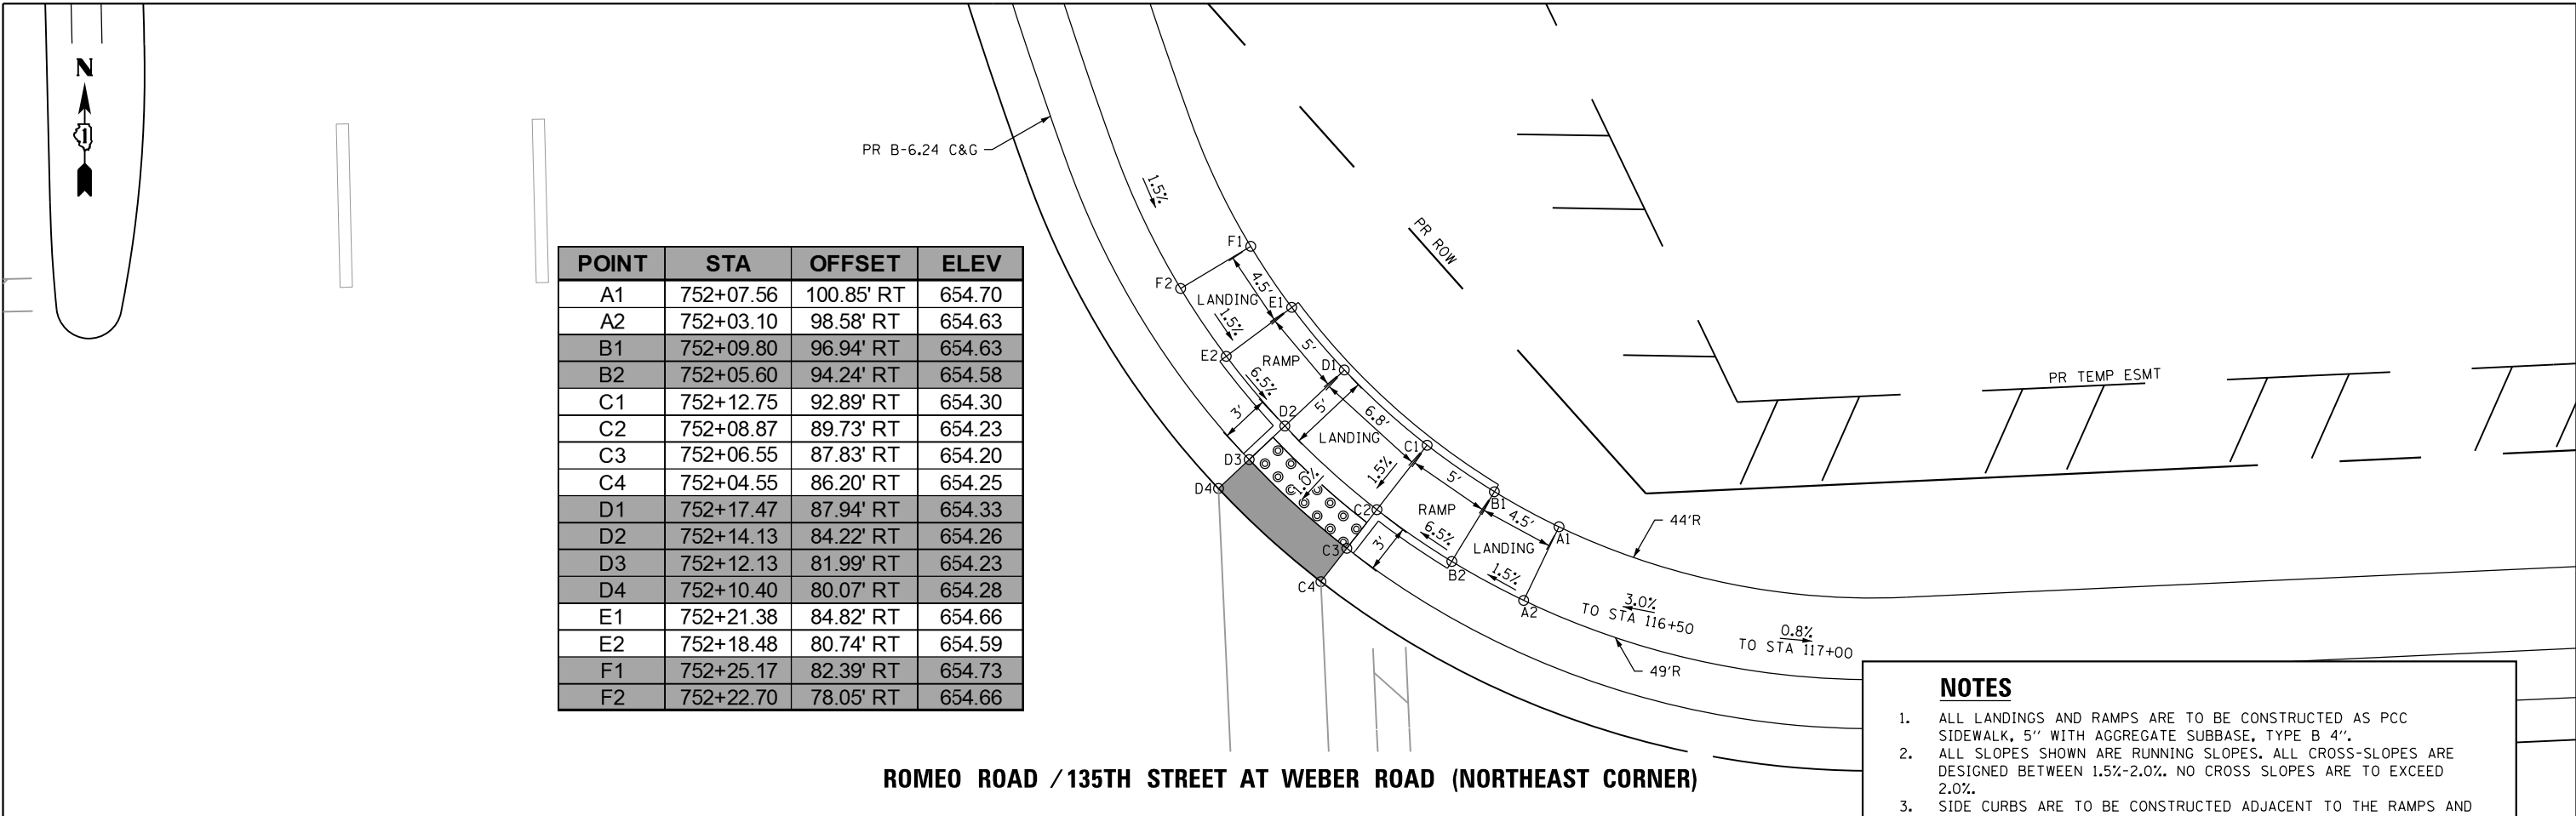 N
1
PR B-6.24 C&G
1.5%
PR ROW
POINT STA OFFSET ELEV
A1 752+07.56 100.85' RT 654.70
A2 752+03.10 98.58' RT 654.63
B1 752+09.80 96.94' RT 654.63
B2 752+05.60 94.24' RT 654.58
C1 752+12.75 92.89' RT 654.30
C2 752+08.87 89.73' RT 654.23
C3 752+06.55 87.83' RT 654.20
C4 752+04.55 86.20' RT 654.25
D1 752+17.47 87.94' RT 654.33
D2 752+14.13 84.22' RT 654.26
D3 752+12.13 81.99' RT 654.23
D4 752+10.40 80.07' RT 654.28
E1 752+21.38 84.82' RT 654.66
E2 752+18.48 80.74' RT 654.59
F1 752+25.17 82.39' RT 654.73
F2 752+22.70 78.05' RT 654.66
F1
F2
4.5'
LANDING
E1
1.5%
E2
5'
RAMP
D1
6.5%
3'
D2
5'
6.8'
LANDING
C1
D3
D4
1.0%
1.5%
5'
C2
RAMP
B1
6.5%
4.5'
C3
3'
LANDING
A1
B2
1.5%
C4
A2
44'R
49'R
3.0%
TO STA 116+50
0.8%
TO STA 117+00
PR TEMP ESMT
ROMEO ROAD / 135TH STREET AT WEBER ROAD (NORTHEAST CORNER)
NOTES
1. ALL LANDINGS AND RAMPS ARE TO BE CONSTRUCTED AS PCC
SIDEWALK, 5" WITH AGGREGATE SUBBASE, TYPE B 4".
2. ALL SLOPES SHOWN ARE RUNNING SLOPES. ALL CROSS-SLOPES ARE
DESIGNED BETWEEN 1.5%-2.0%. NO CROSS SLOPES ARE TO EXCEED
2.0%.
3. SIDE CURBS ARE TO BE CONSTRUCTED ADJACENT TO THE RAMPS AND